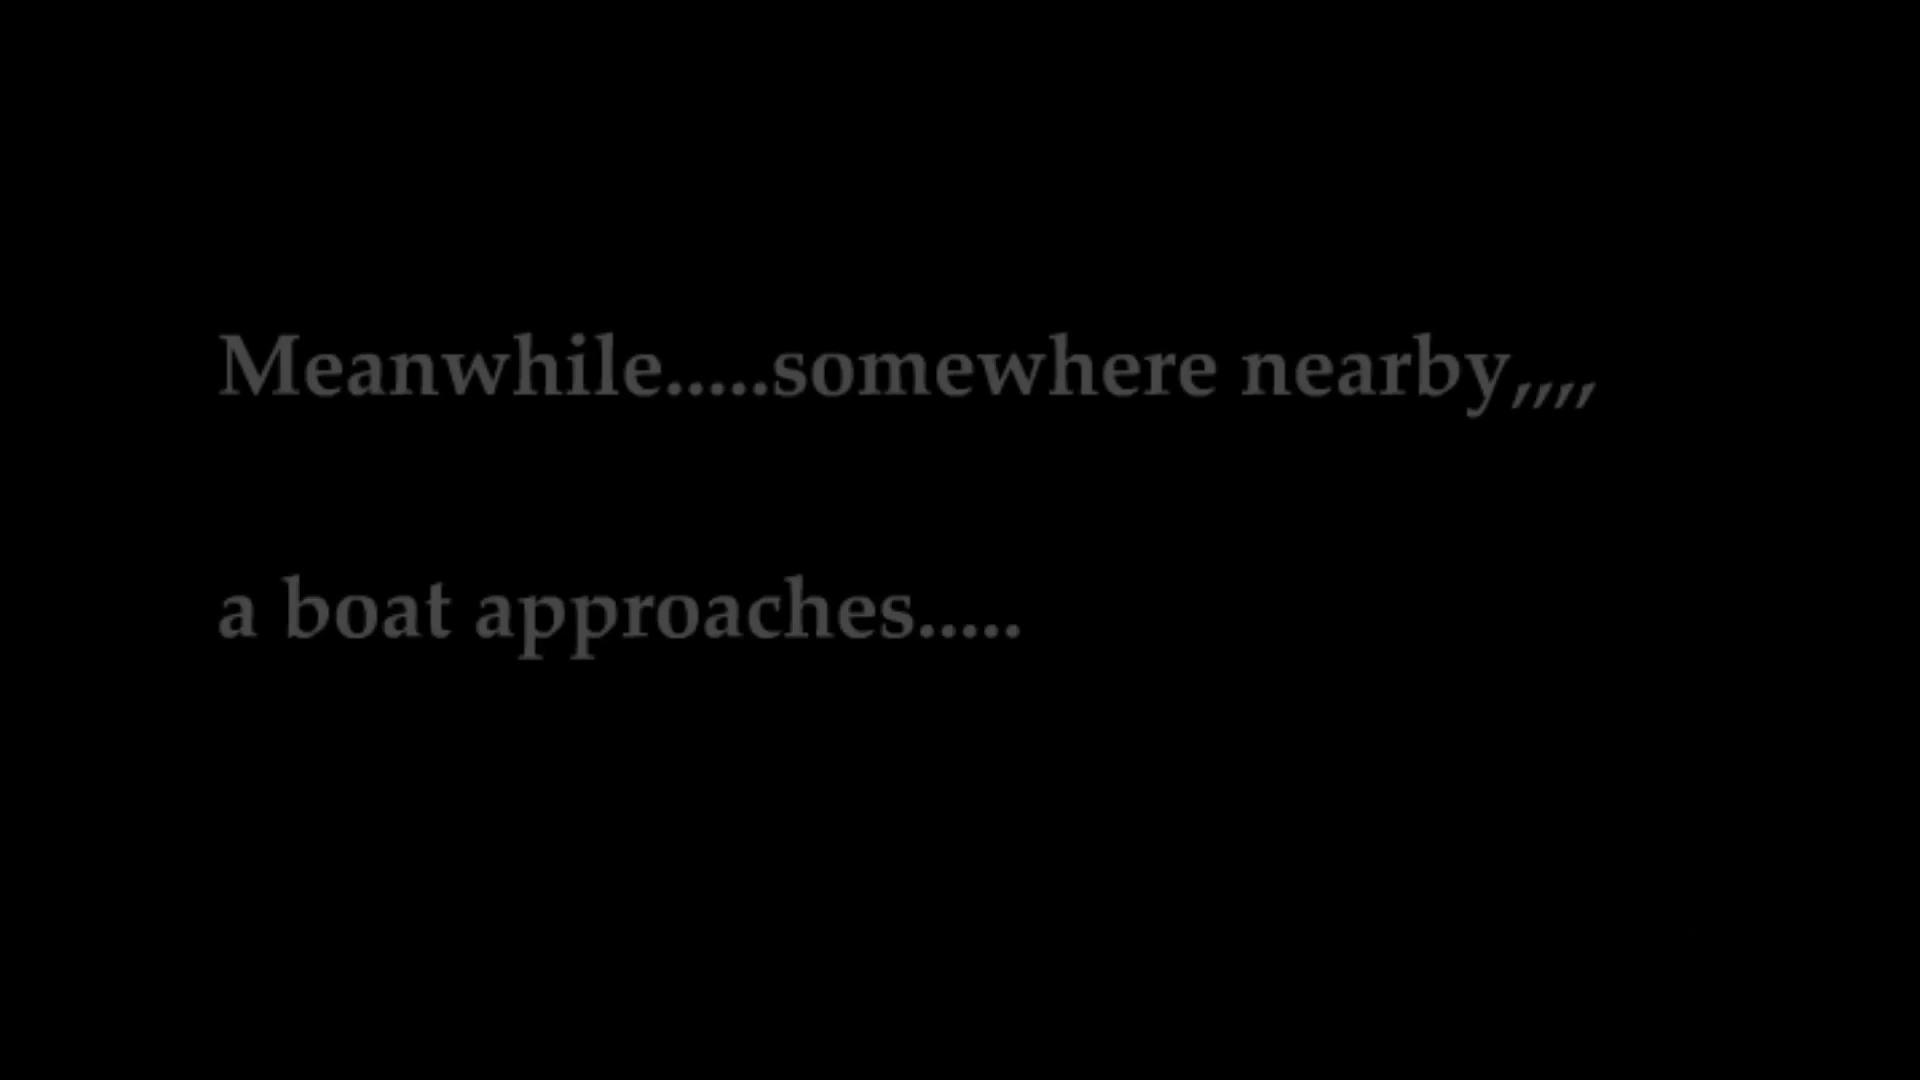 Meanwhile.....somewhere nearby,,,,
a boat approaches.....